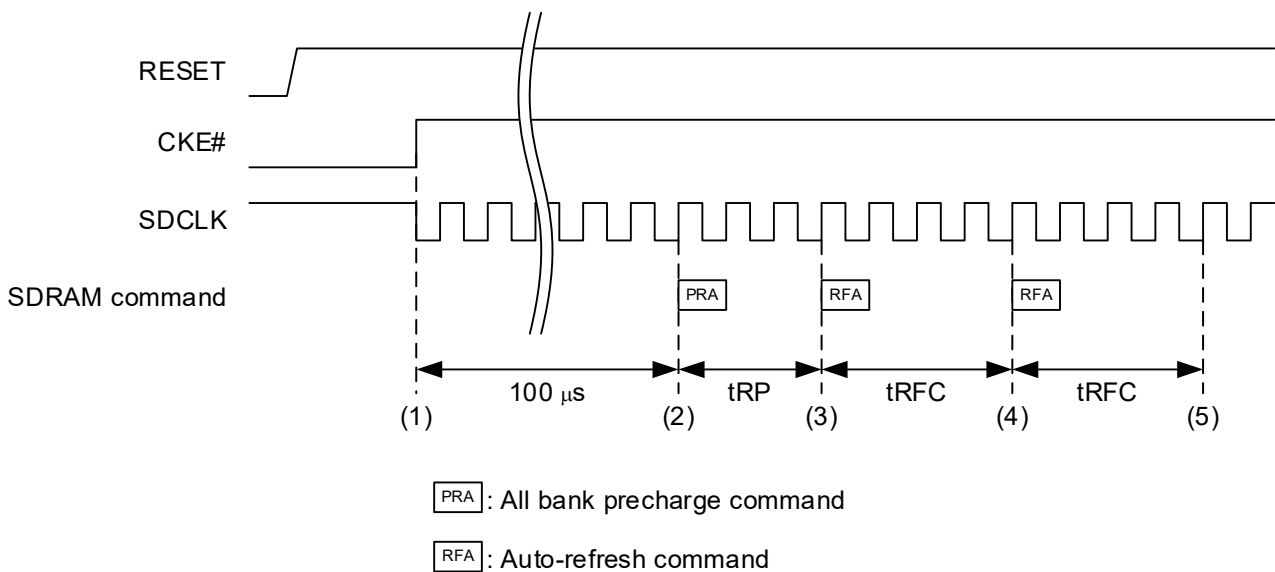 RESET
CKE#
SDCLK
SDRAM command
PRA
RFA
RFA
100 μs
tRP
tRFC
tRFC
(1)
(2)
(3)
(4)
(5)
PRA : All bank precharge command
RFA : Auto-refresh command